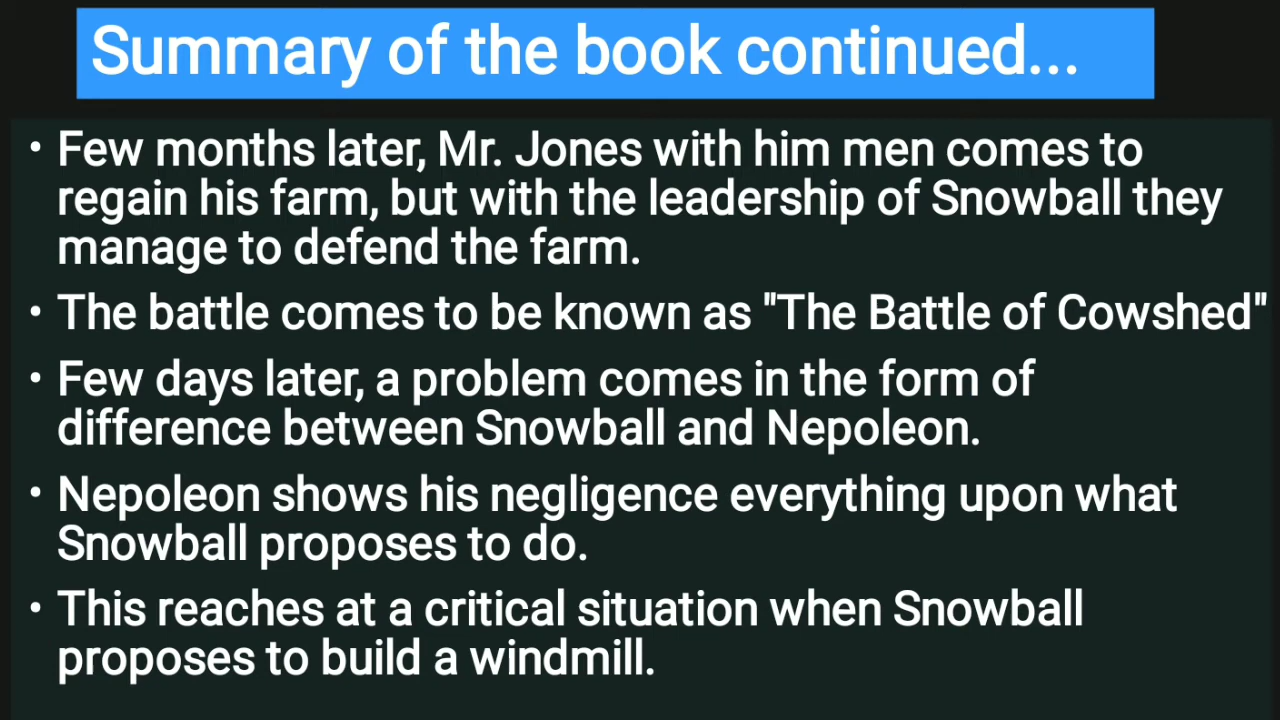 Summary of the book continued...
• Few months later, Mr. Jones with him men comes to
regain his farm, but with the leadership of Snowball they
manage to defend the farm.
• The battle comes to be known as "The Battle of Cowshed"
• Few days later, a problem comes in the form of
difference between Snowball and Nepoleon.
• Nepoleon shows his negligence everything upon what
Snowball proposes to do.
• This reaches at a critical situation when Snowball
proposes to build a windmill.